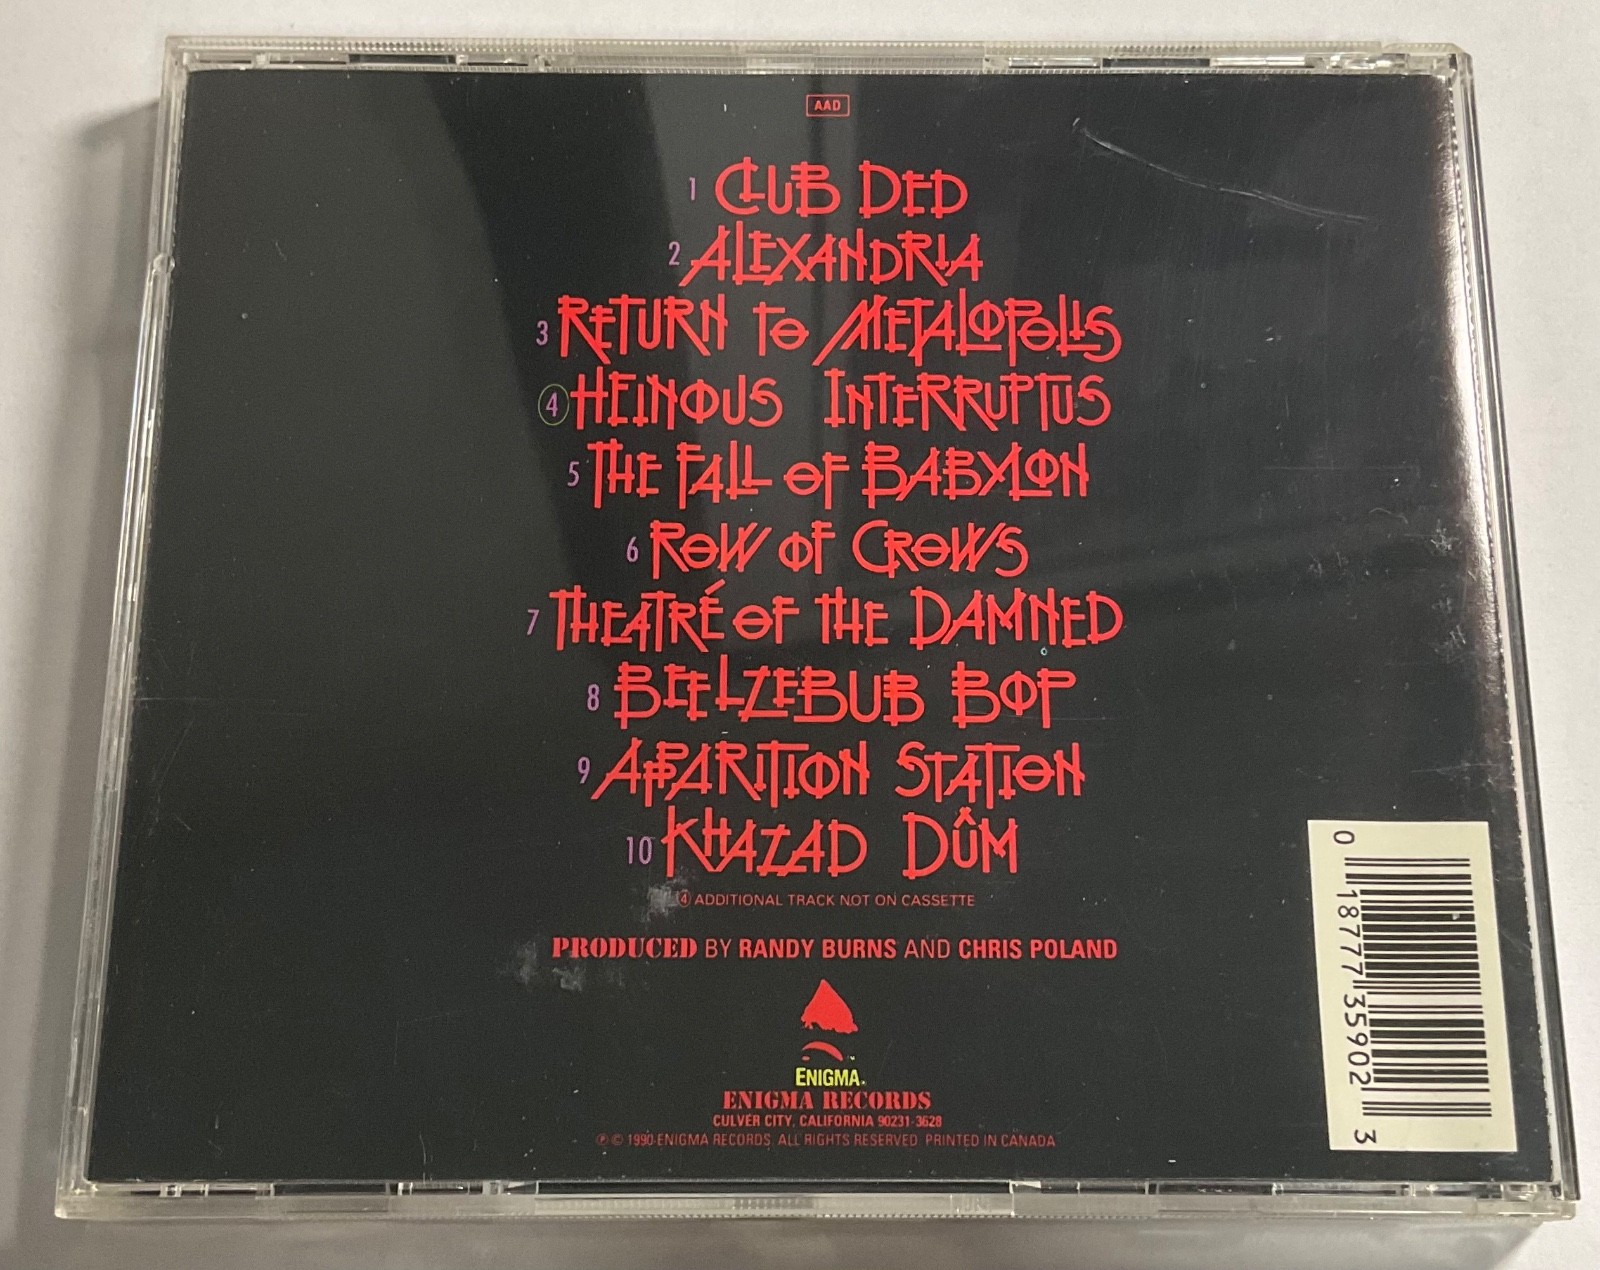 AAD
1 CLUB DED
2 ALEXANDRIA
3 RETURN TO METALOPOLIS
4 HEINOUS INTERRUPTUS
5 THE FALL OF BABYLON
6 ROW OF CROWS
7 THEATRÉ OF THE DAMNED
8 BEELZEBUB BOP
9 APPARITION STATION
10 KHAZAD DÛM
4 ADDITIONAL TRACK NOT ON CASSETTE
PRODUCED BY RANDY BURNS AND CHRIS POLAND
ENIGMA
ENIGMA RECORDS
CULVER CITY, CALIFORNIA 90231-3628
℗ © 1990 ENIGMA RECORDS. ALL RIGHTS RESERVED. PRINTED IN CANADA
0 18777 35902 3